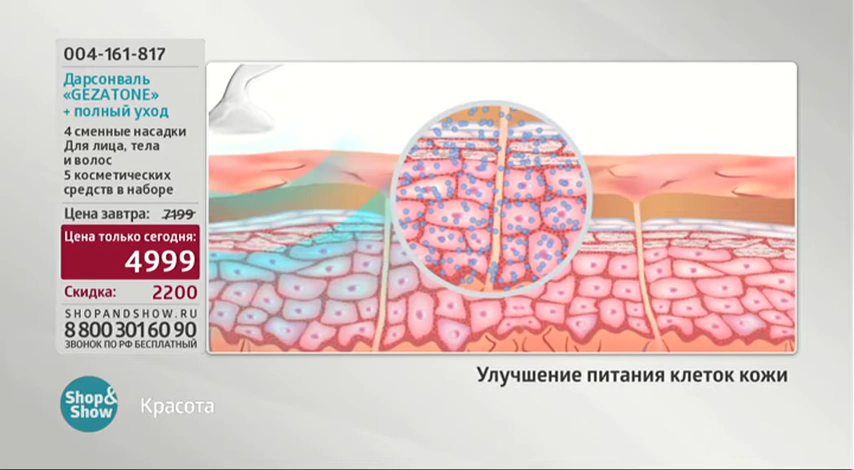 004-161-817
Дарсонваль
«GEZATONE»
+ полный уход
4 сменные насадки
Для лица, тела
и волос
5 косметических
средств в наборе
Цена завтра: 7199
Цена только сегодня:
4999
Скидка: 2200
SHOPANDSHOW.RU
8 800 301 60 90
ЗВОНОК ПО РФ БЕСПЛАТНЫЙ
Улучшение питания клеток кожи
Shop&
Show
Красота